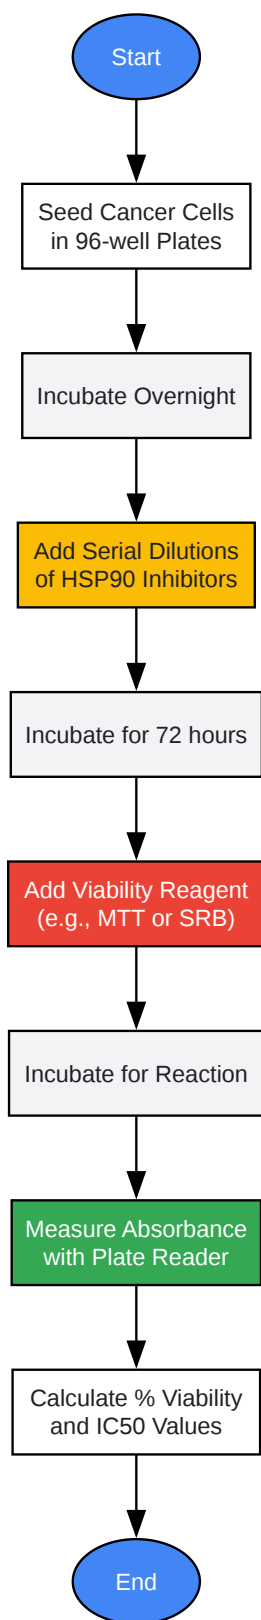 Start
Seed Cancer Cells
in 96-well Plates
Incubate Overnight
Add Serial Dilutions
of HSP90 Inhibitors
Incubate for 72 hours
Add Viability Reagent
(e.g., MTT or SRB)
Incubate for Reaction
Measure Absorbance
with Plate Reader
Calculate % Viability
and IC50 Values
End